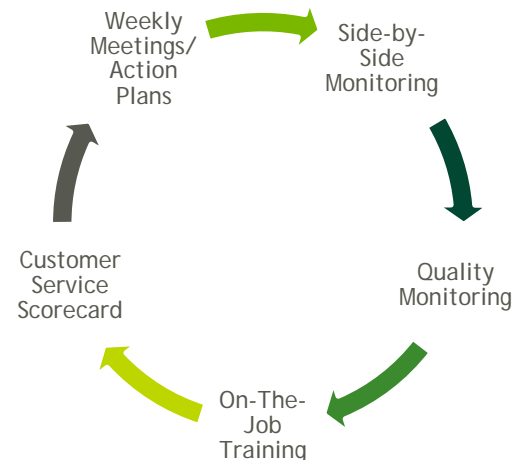 Weekly
Meetings/
Action
Plans
Side-by-
Side
Monitoring
Quality
Monitoring
On-The-
Job
Training
Customer
Service
Scorecard